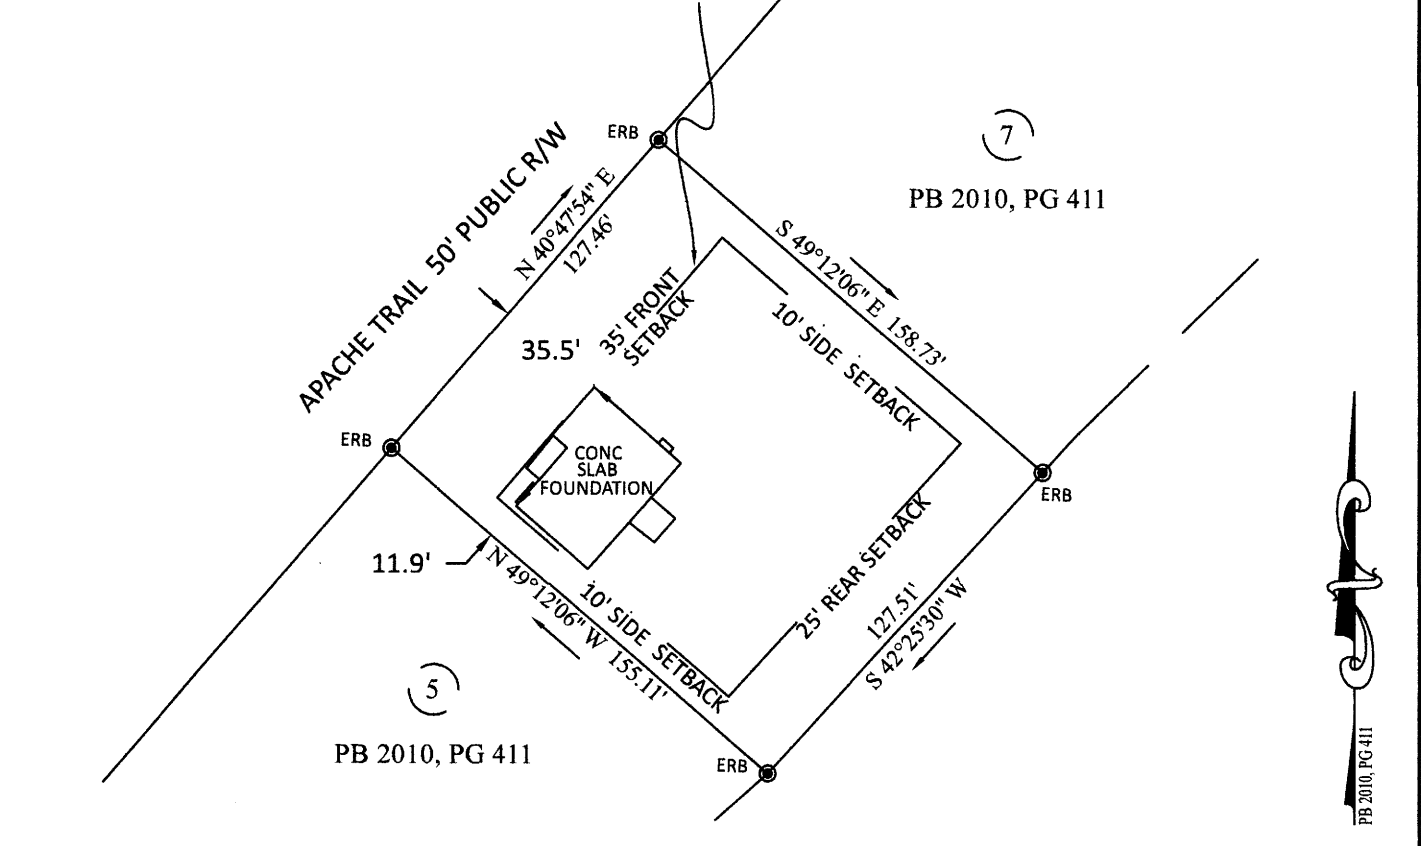 ERB
7
PB 2010, PG 411
APACHE TRAIL 50' PUBLIC R/W
N 40°47'54" E
127.46'
S 49°12'06" E 158.73'
35' FRONT
SETBACK
10' SIDE SETBACK
35.5'
ERB
CONC
SLAB
FOUNDATION
ERB
11.9'
N 49°12'06" W 155.11'
10' SIDE SETBACK
25' REAR SETBACK
127.51'
S 42°25'30" W
5
PB 2010, PG 411
ERB
PB 2010, PG 411